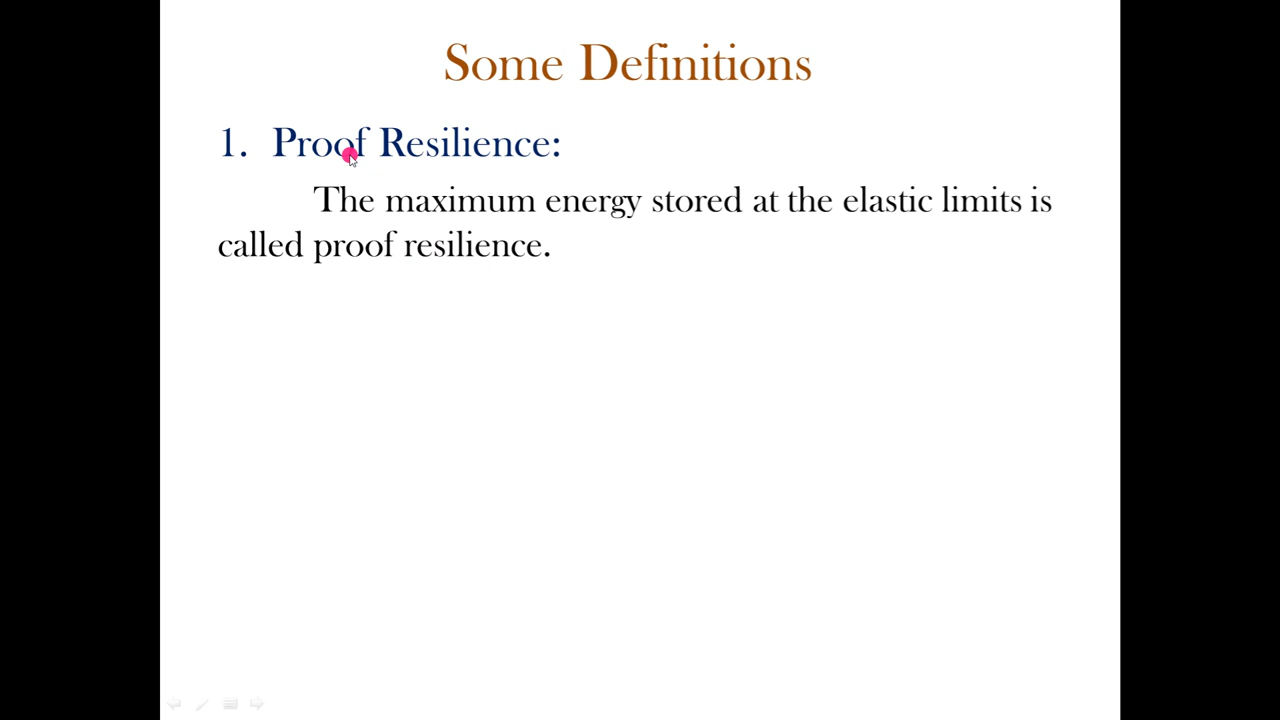 Some Definitions
1. Proof Resilience:
The maximum energy stored at the elastic limits is
called proof resilience.